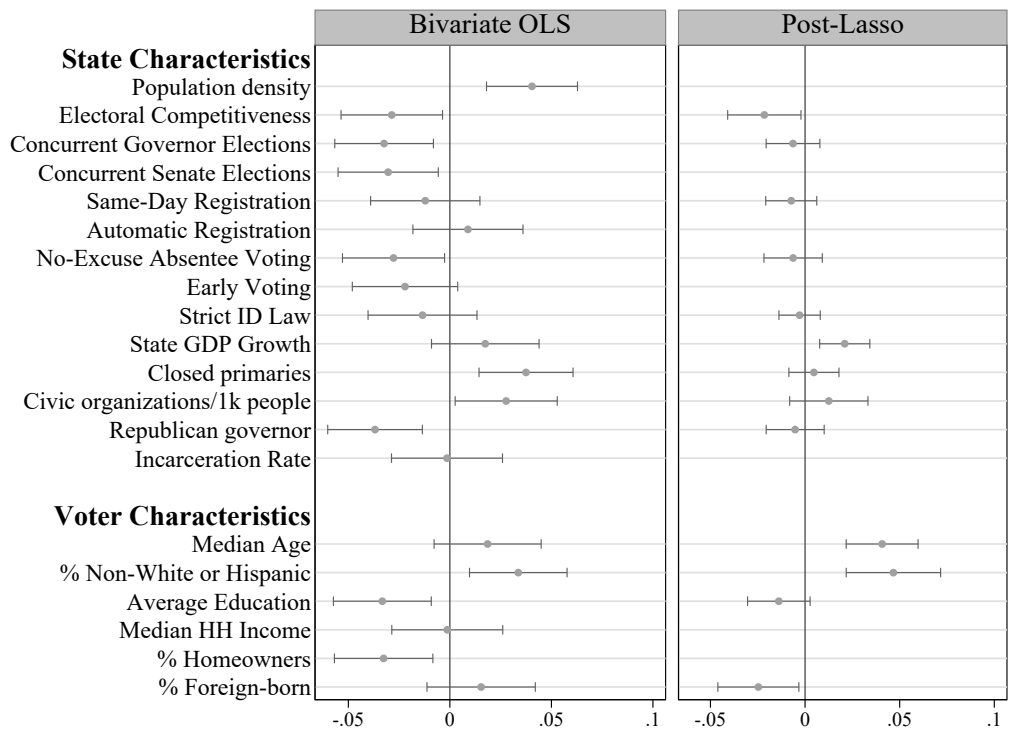 Bivariate OLS Post-Lasso
State Characteristics
Population density
Electoral Competitiveness
Concurrent Governor Elections
Concurrent Senate Elections
Same-Day Registration
Automatic Registration
No-Excuse Absentee Voting
Early Voting
Strict ID Law
State GDP Growth
Closed primaries
Civic organizations/1k people
Republican governor
Incarceration Rate
Voter Characteristics
Median Age
% Non-White or Hispanic
Average Education
Median HH Income
% Homeowners
% Foreign-born
-.05 0 .05 .1 -.05 0 .05 .1